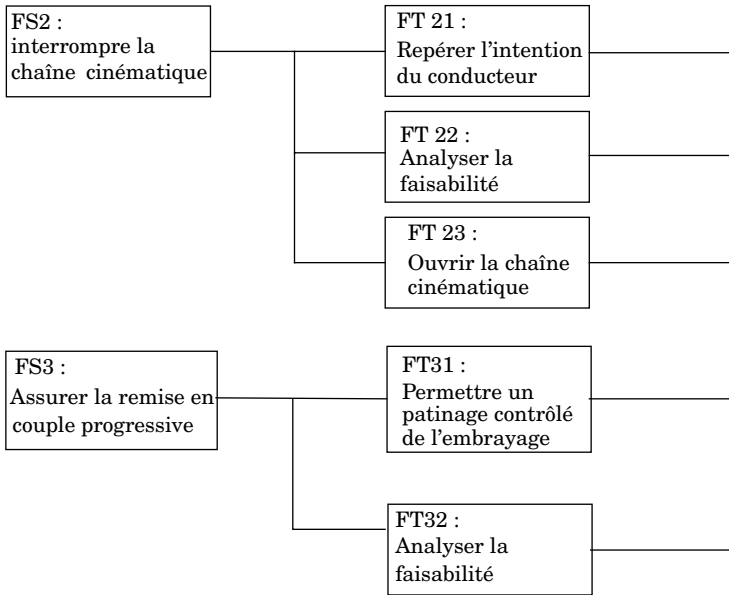 FS2 :
interrompre la
chaîne cinématique
FT 21 :
Repérer l'intention
du conducteur
FT 22 :
Analyser la
faisabilité
FT 23 :
Ouvrir la chaîne
cinématique
FS3 :
Assurer la remise en
couple progressive
FT31 :
Permettre un
patinage contrôlé
de l'embrayage
FT32 :
Analyser la
faisabilité